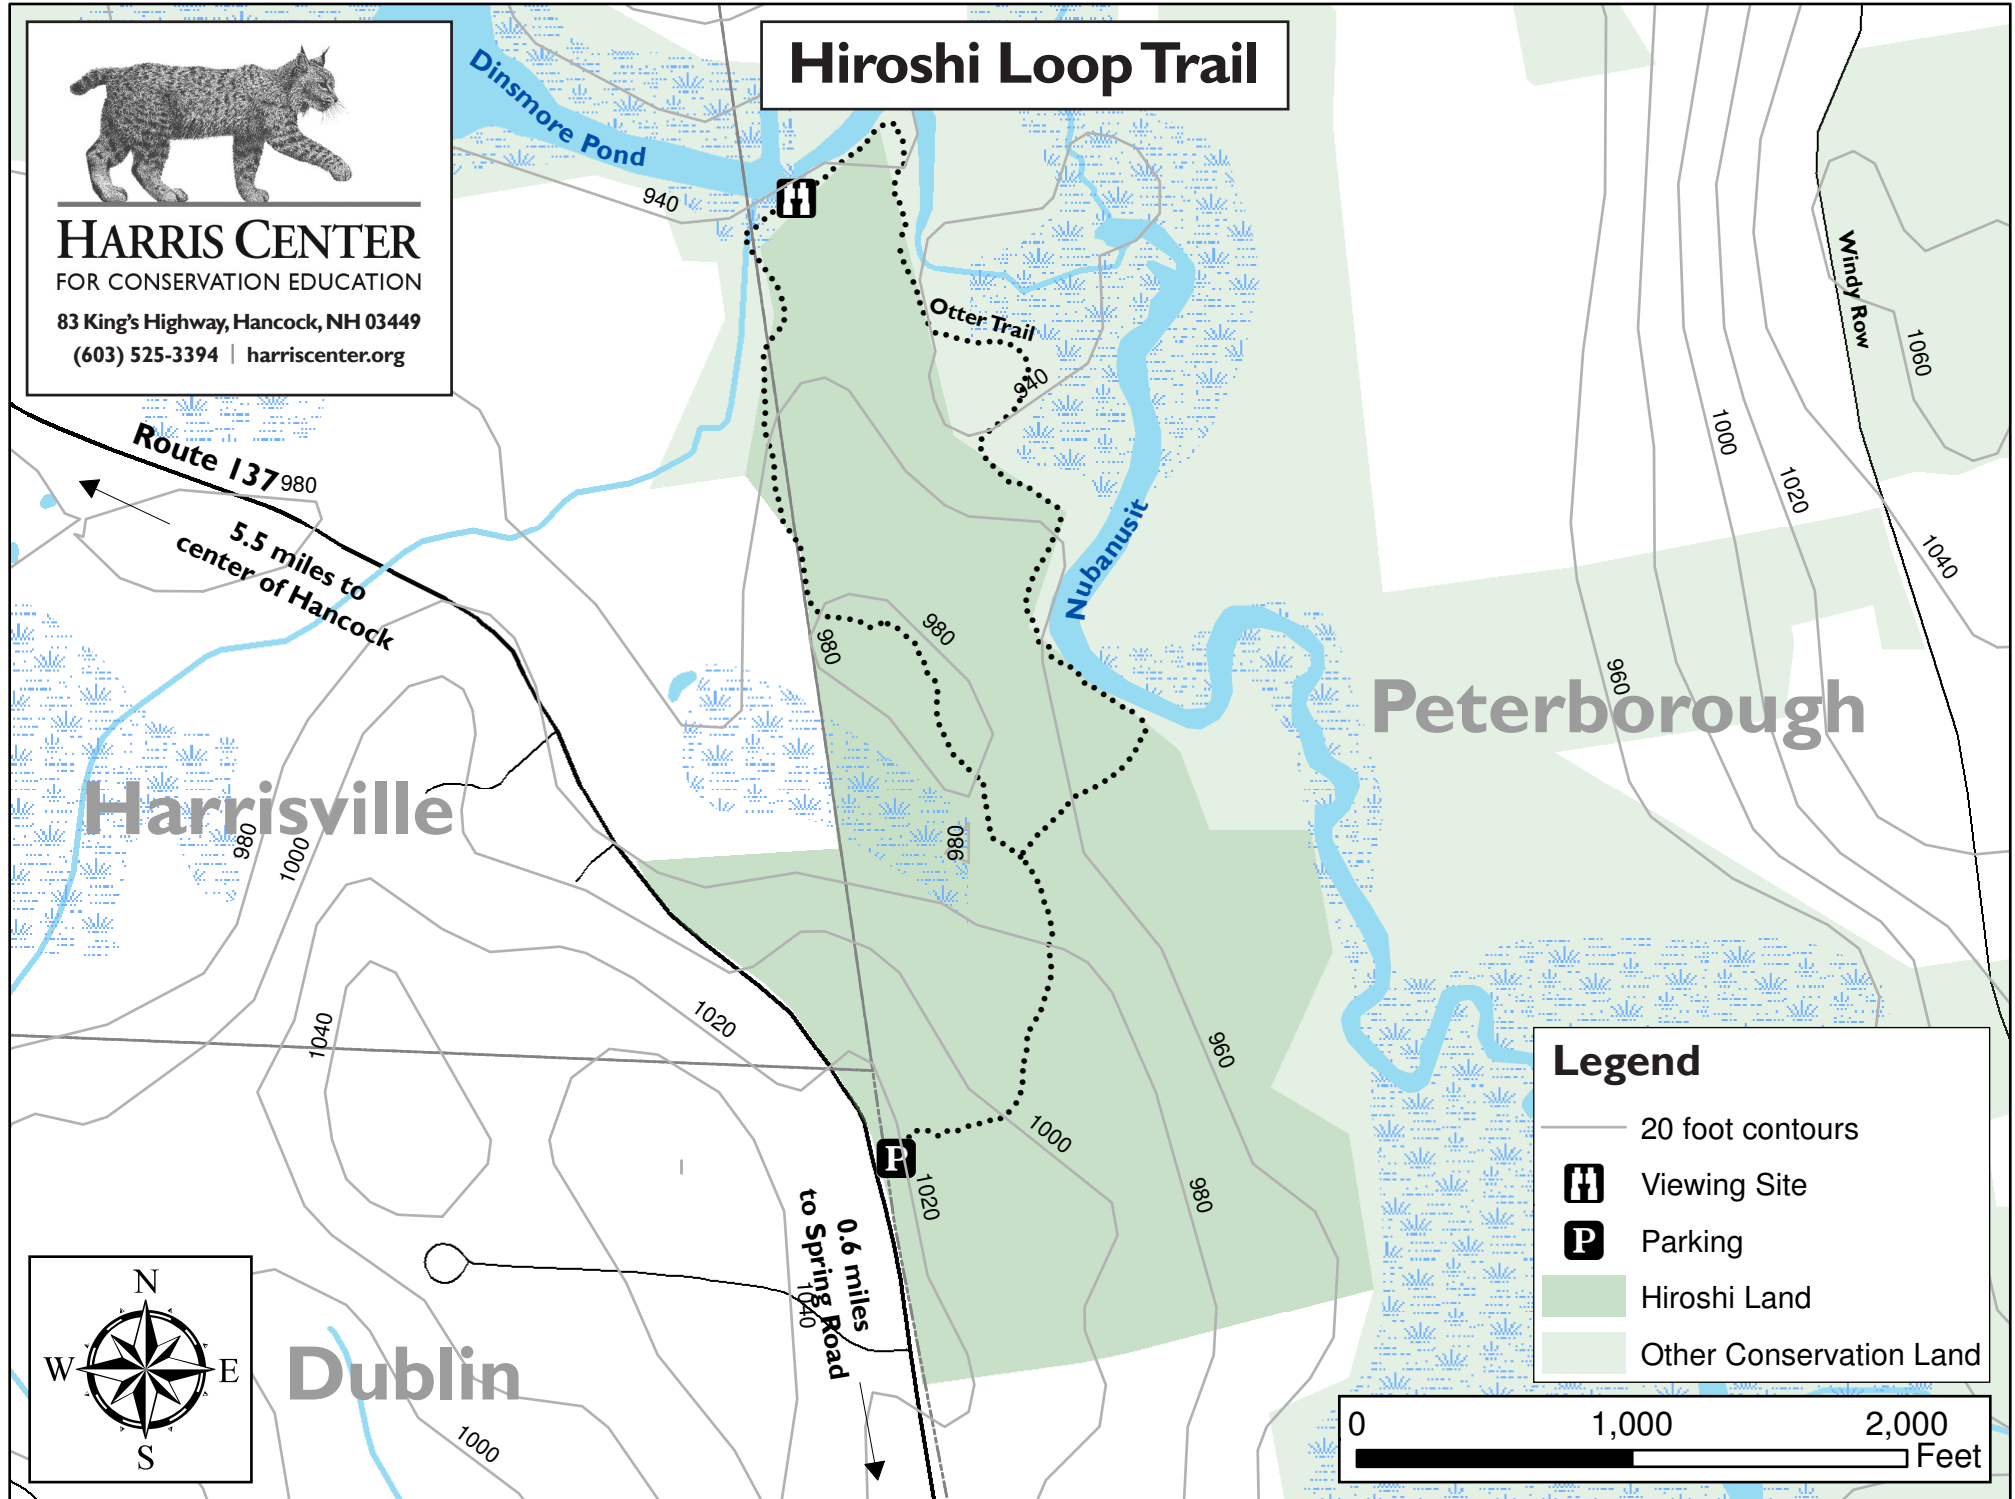 Hiroshi Loop Trail
HARRIS CENTER
FOR CONSERVATION EDUCATION
83 King's Highway, Hancock, NH 03449
(603) 525-3394 | harriscenter.org
Dinsmore Pond
940
Otter Trail
940
Windy Row
1060
1000
1020
1040
Route 137
980
5.5 miles to
center of Hancock
Nubanusit
980
980
960
Peterborough
Harrisville
980
1000
980
1040
1020
960
1000
980
P
1020
0.6 miles
to Spring Road
1040
Dublin
1000
N
W
E
S
Legend
20 foot contours
Viewing Site
P
Parking
Hiroshi Land
Other Conservation Land
0
1,000
2,000
Feet